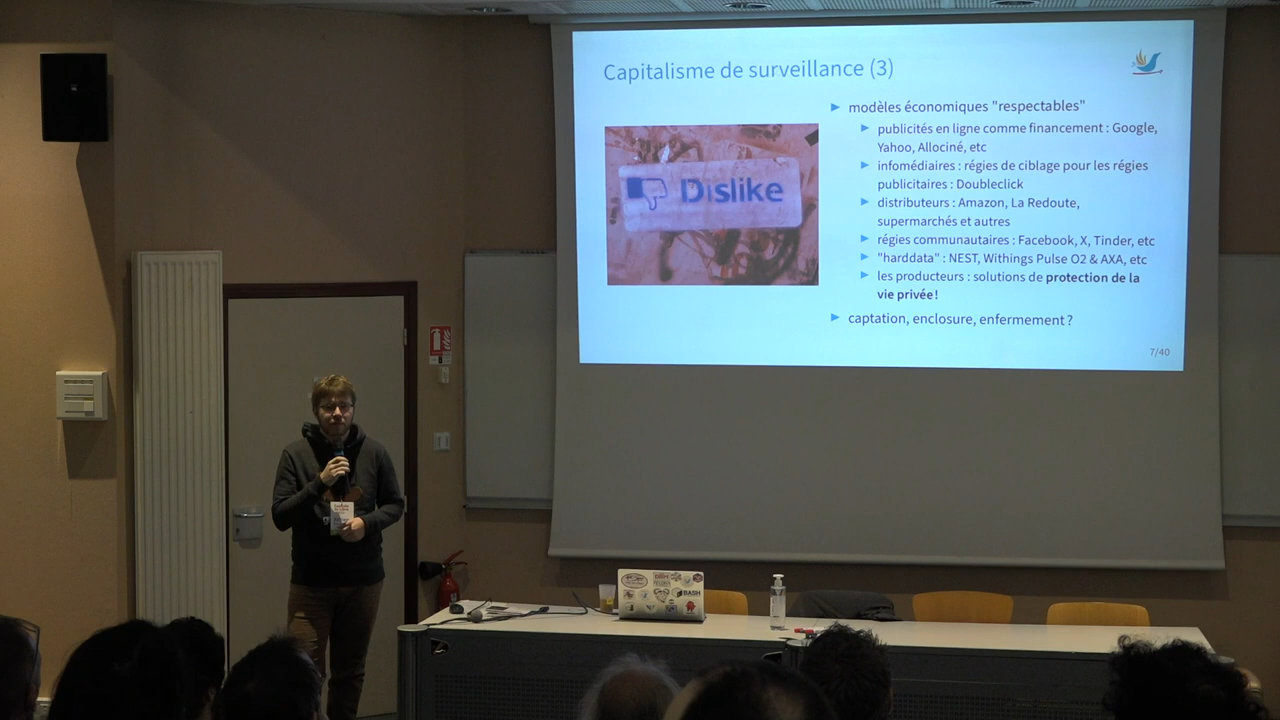 Capitalisme de surveillance (3)
Dislike
▶ modèles économiques "respectables"
▶ publicités en ligne comme financement : Google,
Yahoo, Allociné, etc
▶ infomédiaires : régies de ciblage pour les régies
publicitaires : Doubleclick
▶ distributeurs : Amazon, La Redoute,
supermarchés et autres
▶ régies communautaires : Facebook, X, Tinder, etc
▶ "harddata" : NEST, Withings Pulse O2 & AXA, etc
▶ les producteurs : solutions de protection de la
vie privée !
▶ captation, enclosure, enfermement ?
7/40
BASH